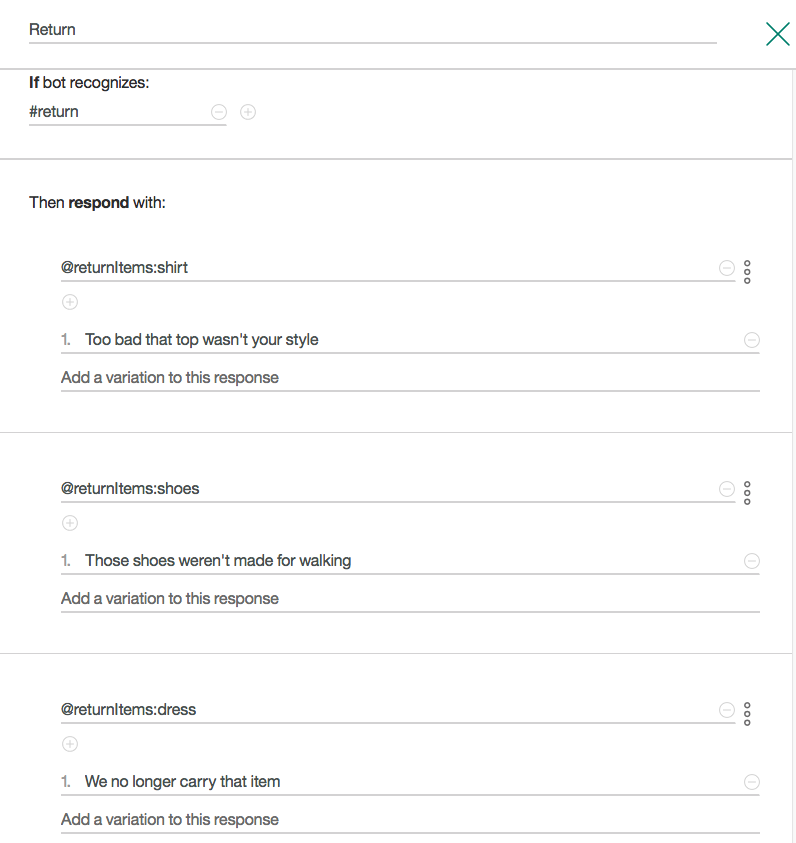 Return
If bot recognizes:
#return
Then respond with:
@returnItems:shirt
1. Too bad that top wasn't your style
Add a variation to this response
@returnItems:shoes
1. Those shoes weren't made for walking
Add a variation to this response
@returnItems:dress
1. We no longer carry that item
Add a variation to this response